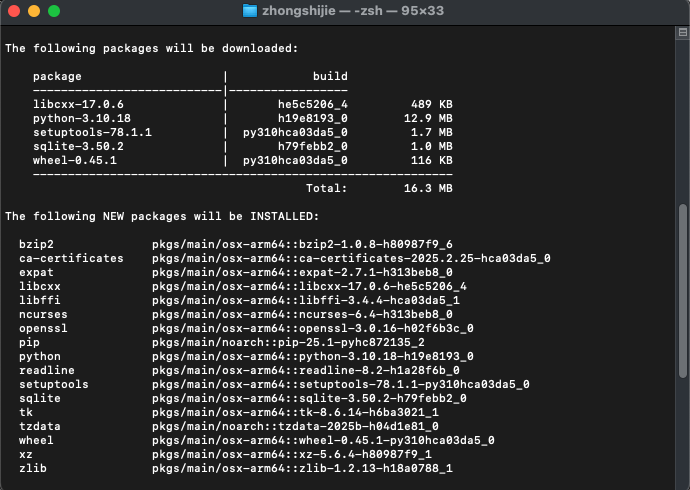 zhongshijie — -zsh — 95×33
The following packages will be downloaded:
package | build
---------------------------|-----------------
libcxx-17.0.6 | he5c5206_4 489 KB
python-3.10.18 | h19e8193_0 12.9 MB
setuptools-78.1.1 | py310hca03da5_0 1.7 MB
sqlite-3.50.2 | h79febb2_0 1.0 MB
wheel-0.45.1 | py310hca03da5_0 116 KB
------------------------------------------------------------
Total: 16.3 MB
The following NEW packages will be INSTALLED:
bzip2 pkgs/main/osx-arm64::bzip2-1.0.8-h80987f9_6
ca-certificates pkgs/main/osx-arm64::ca-certificates-2025.2.25-hca03da5_0
expat pkgs/main/osx-arm64::expat-2.7.1-h313beb8_0
libcxx pkgs/main/osx-arm64::libcxx-17.0.6-he5c5206_4
libffi pkgs/main/osx-arm64::libffi-3.4.4-hca03da5_1
ncurses pkgs/main/osx-arm64::ncurses-6.4-h313beb8_0
openssl pkgs/main/osx-arm64::openssl-3.0.16-h02f6b3c_0
pip pkgs/main/noarch::pip-25.1-pyhc872135_2
python pkgs/main/osx-arm64::python-3.10.18-h19e8193_0
readline pkgs/main/osx-arm64::readline-8.2-h1a28f6b_0
setuptools pkgs/main/osx-arm64::setuptools-78.1.1-py310hca03da5_0
sqlite pkgs/main/osx-arm64::sqlite-3.50.2-h79febb2_0
tk pkgs/main/osx-arm64::tk-8.6.14-h6ba3021_1
tzdata pkgs/main/noarch::tzdata-2025b-h04d1e81_0
wheel pkgs/main/osx-arm64::wheel-0.45.1-py310hca03da5_0
xz pkgs/main/osx-arm64::xz-5.6.4-h80987f9_1
zlib pkgs/main/osx-arm64::zlib-1.2.13-h18a0788_1